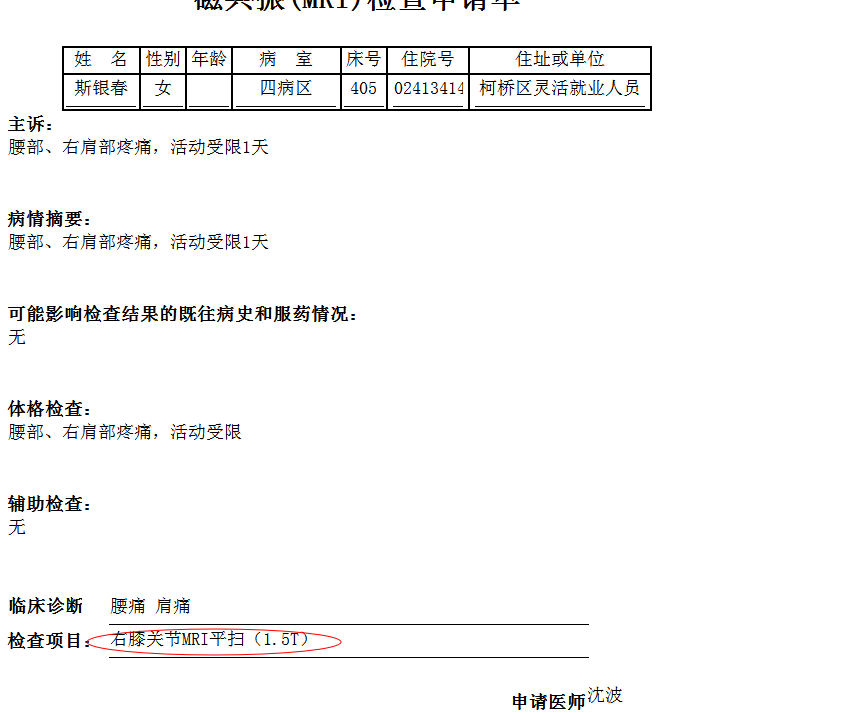 磁共振(MRI)检查申请单
姓 名 性别 年龄 病 室 床号 住院号 住址或单位
斯银春 女 四病区 405 02413414 柯桥区灵活就业人员
主诉：
腰部、右肩部疼痛，活动受限1天
病情摘要：
腰部、右肩部疼痛，活动受限1天
可能影响检查结果的既往病史和服药情况：
无
体格检查：
腰部、右肩部疼痛，活动受限
辅助检查：
无
临床诊断 腰痛 肩痛
检查项目： 右膝关节MRI平扫（1.5T）
申请医师 沈波